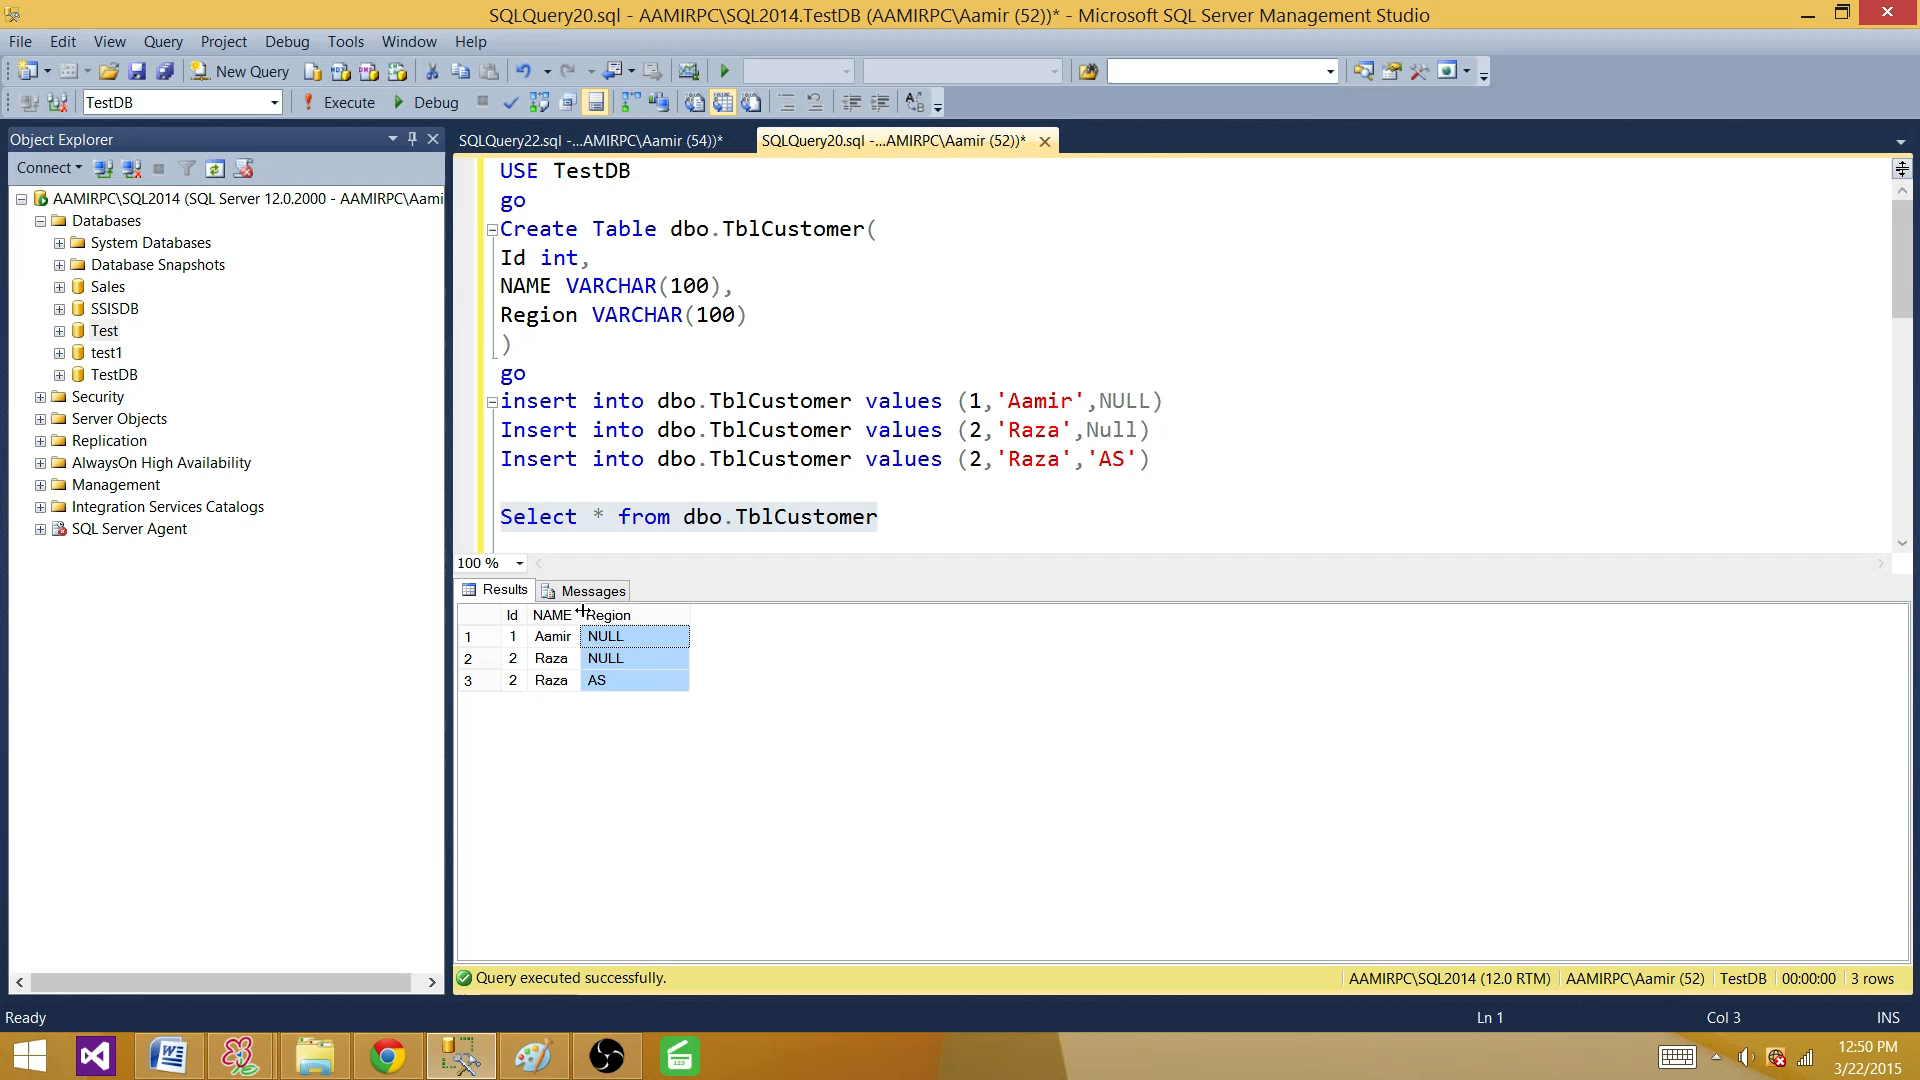 SQLQuery20.sql - AAMIRPC\SQL2014.TestDB (AAMIRPC\Aamir (52))* - Microsoft SQL Server Management Studio
File Edit View Query Project Debug Tools Window Help
New Query
TestDB Execute Debug
Object Explorer
Connect
AAMIRPC\SQL2014 (SQL Server 12.0.2000 - AAMIRPC\Aami
Databases
System Databases
Database Snapshots
Sales
SSISDB
Test
test1
TestDB
Security
Server Objects
Replication
AlwaysOn High Availability
Management
Integration Services Catalogs
SQL Server Agent
SQLQuery22.sql -...AMIRPC\Aamir (54))* SQLQuery20.sql -...AMIRPC\Aamir (52))*
USE TestDB
go
Create Table dbo.TblCustomer(
Id int,
NAME VARCHAR(100),
Region VARCHAR(100)
)
go
insert into dbo.TblCustomer values (1,'Aamir',NULL)
Insert into dbo.TblCustomer values (2,'Raza',Null)
Insert into dbo.TblCustomer values (2,'Raza','AS')
Select * from dbo.TblCustomer
100 %
Results Messages
Id NAME Region
1 1 Aamir NULL
2 2 Raza NULL
3 2 Raza AS
Query executed successfully. AAMIRPC\SQL2014 (12.0 RTM) AAMIRPC\Aamir (52) TestDB 00:00:00 3 rows
Ready Ln 1 Col 3 INS
12:50 PM
3/22/2015